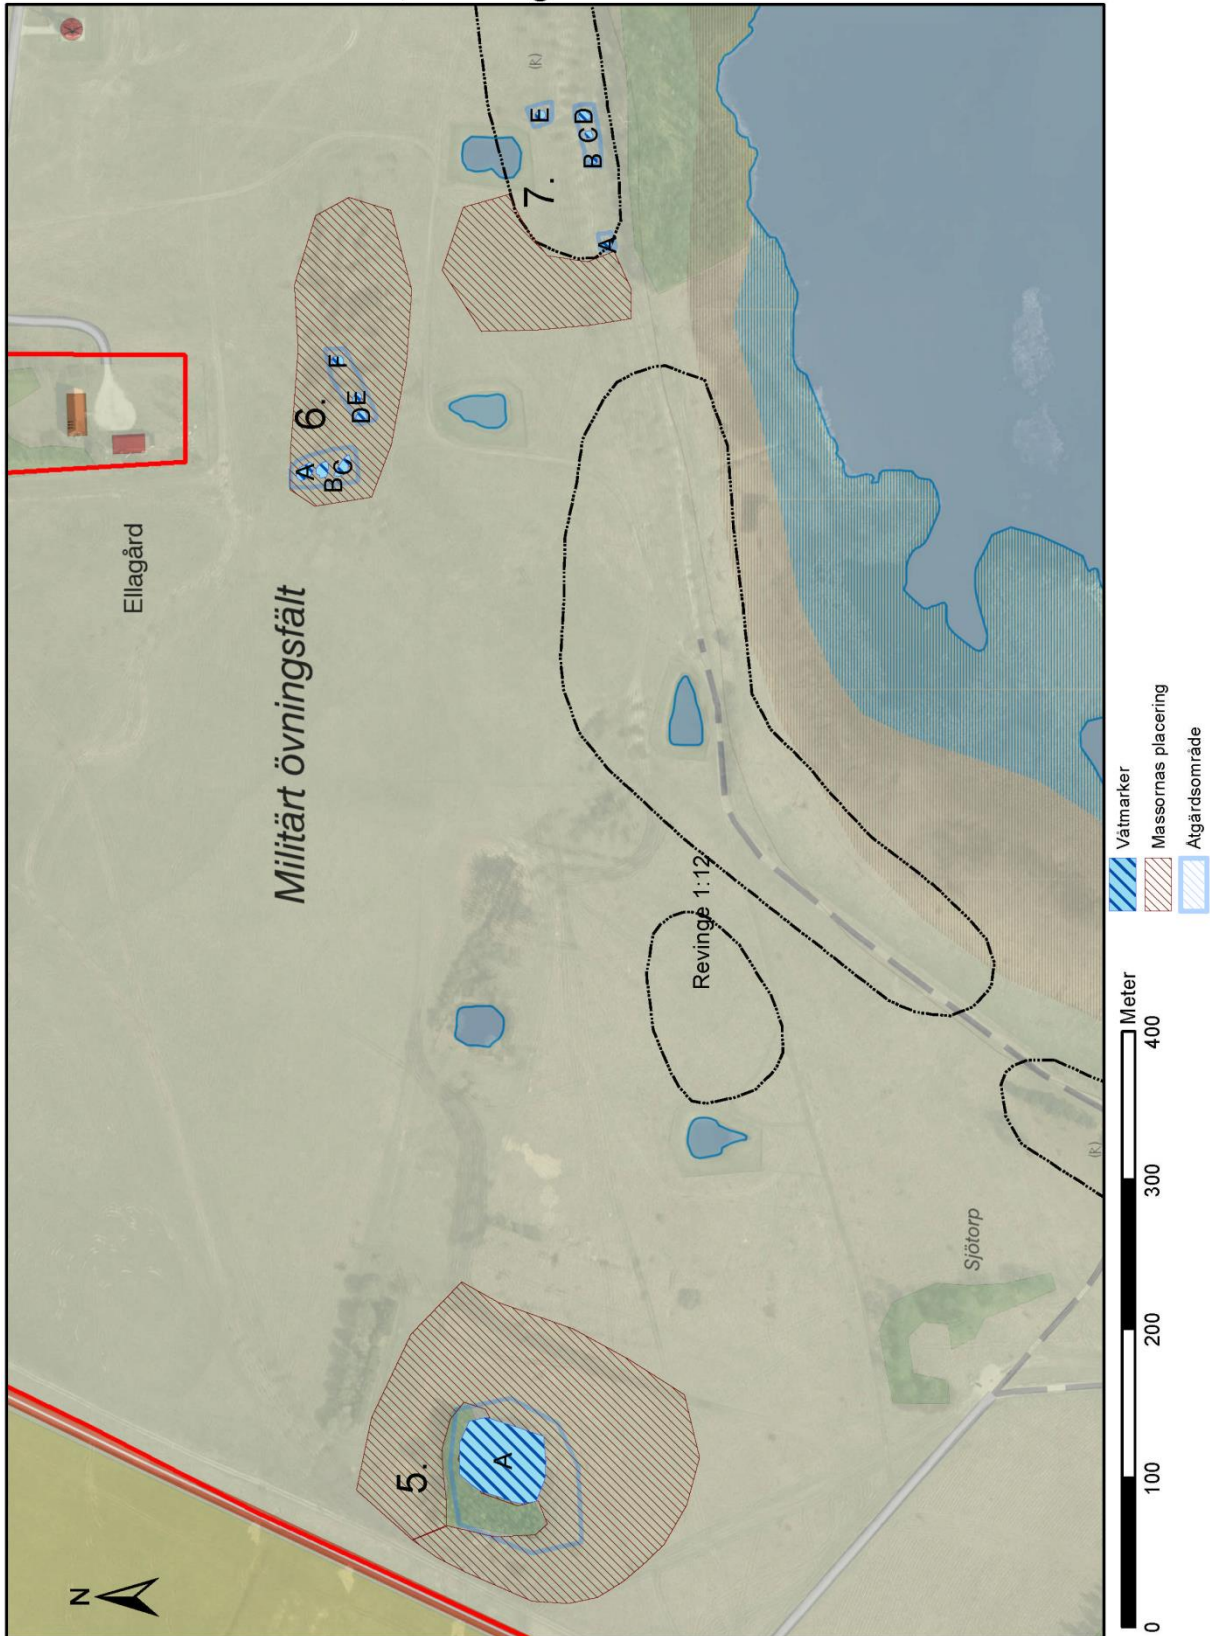 N
5.
A
Militärt övningsfält
Ellagård
6.
A
B
C
D
E
F
7.
A
B
C
D
E
(R)
K
Revinge 1:12
Sjötorp
(R)
0
100
200
300
400
Meter
Våtmarker
Massornas placering
Åtgärdsområde